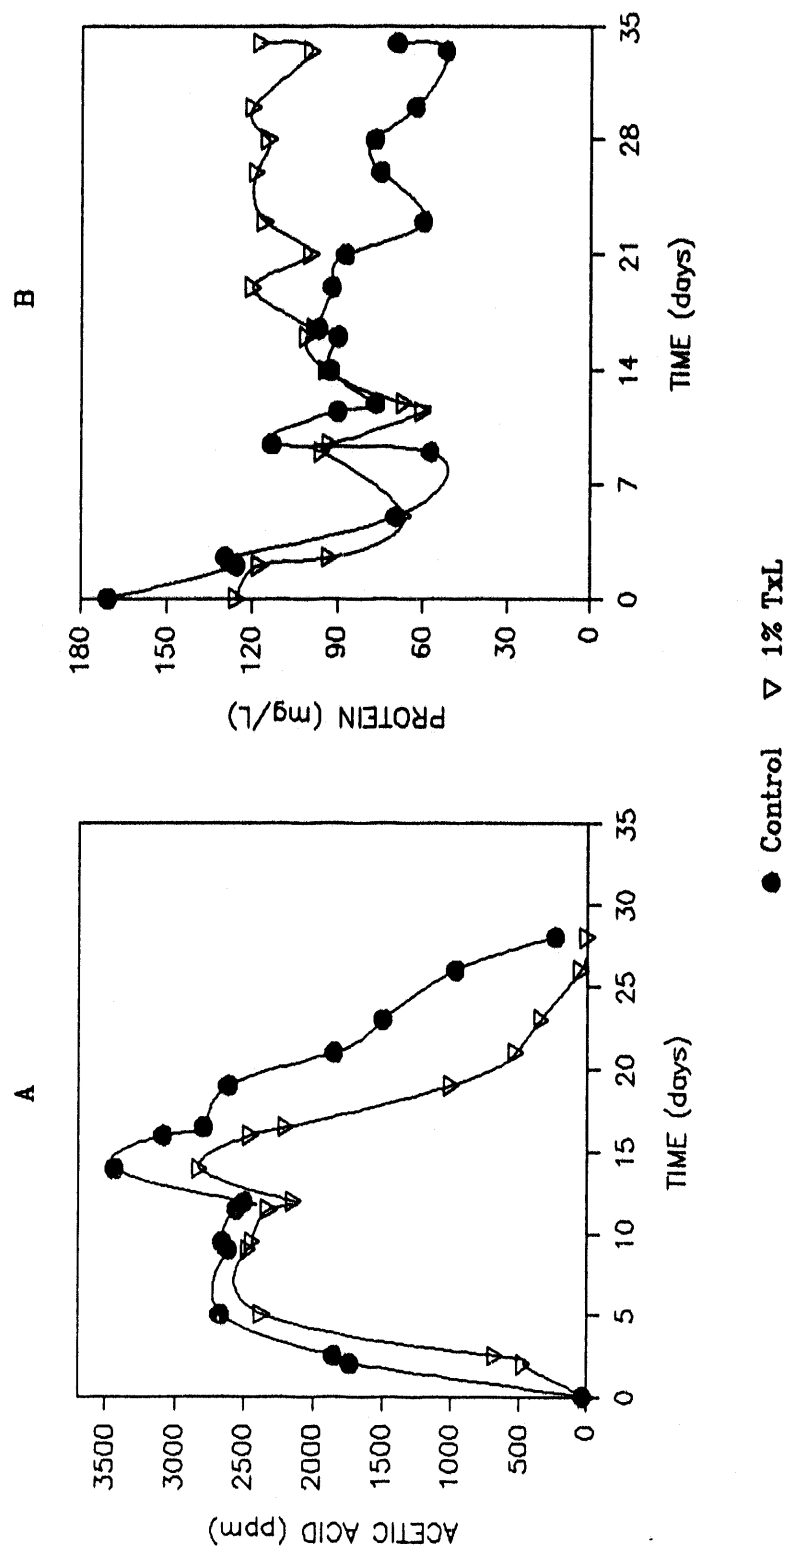 A
ACETIC ACID (ppm)
3500
3000
2500
2000
1500
1000
500
0
0 5 10 15 20 25 30 35
TIME (days)
B
PROTEIN (mg/L)
180
150
120
90
60
30
0
0 7 14 21 28 35
TIME (days)
Control 1% TxL